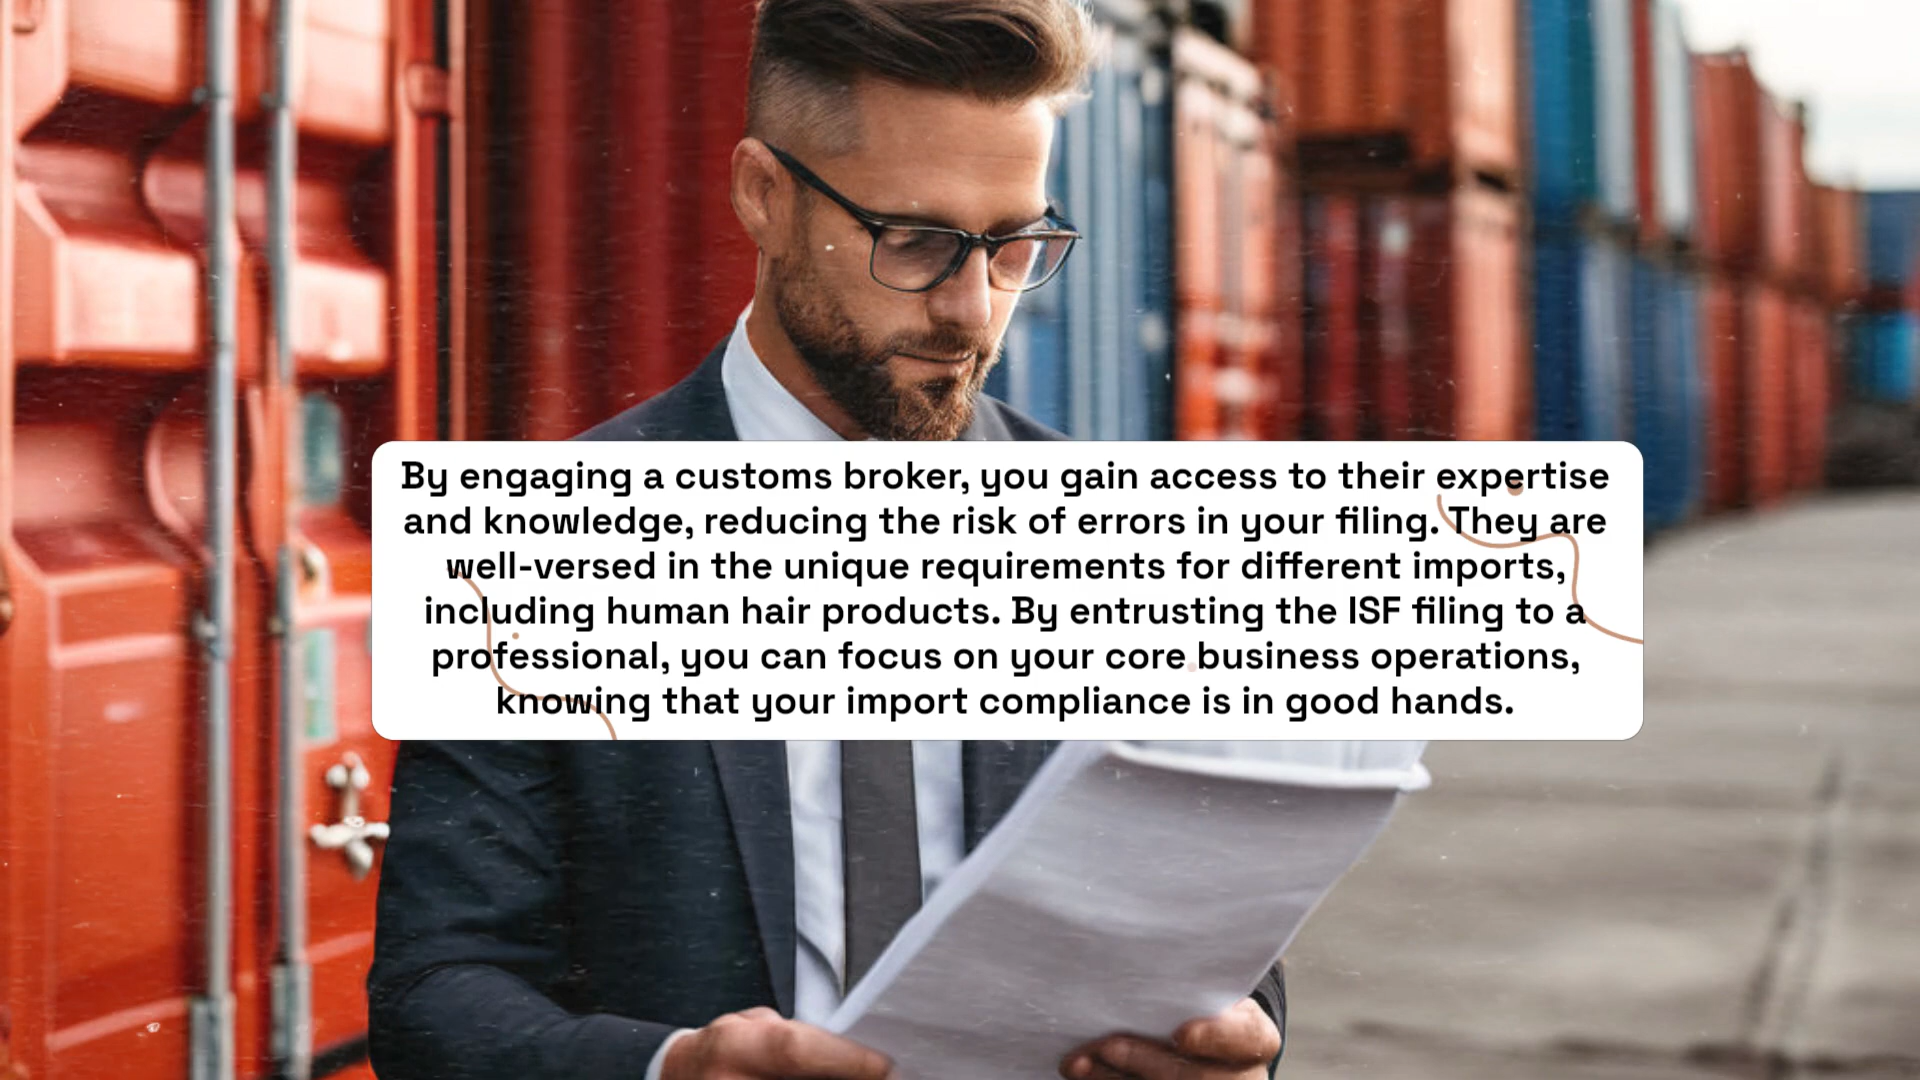 By engaging a customs broker, you gain access to their expertise
and knowledge, reducing the risk of errors in your filing. They are
well-versed in the unique requirements for different imports,
including human hair products. By entrusting the ISF filing to a
professional, you can focus on your core business operations,
knowing that your import compliance is in good hands.